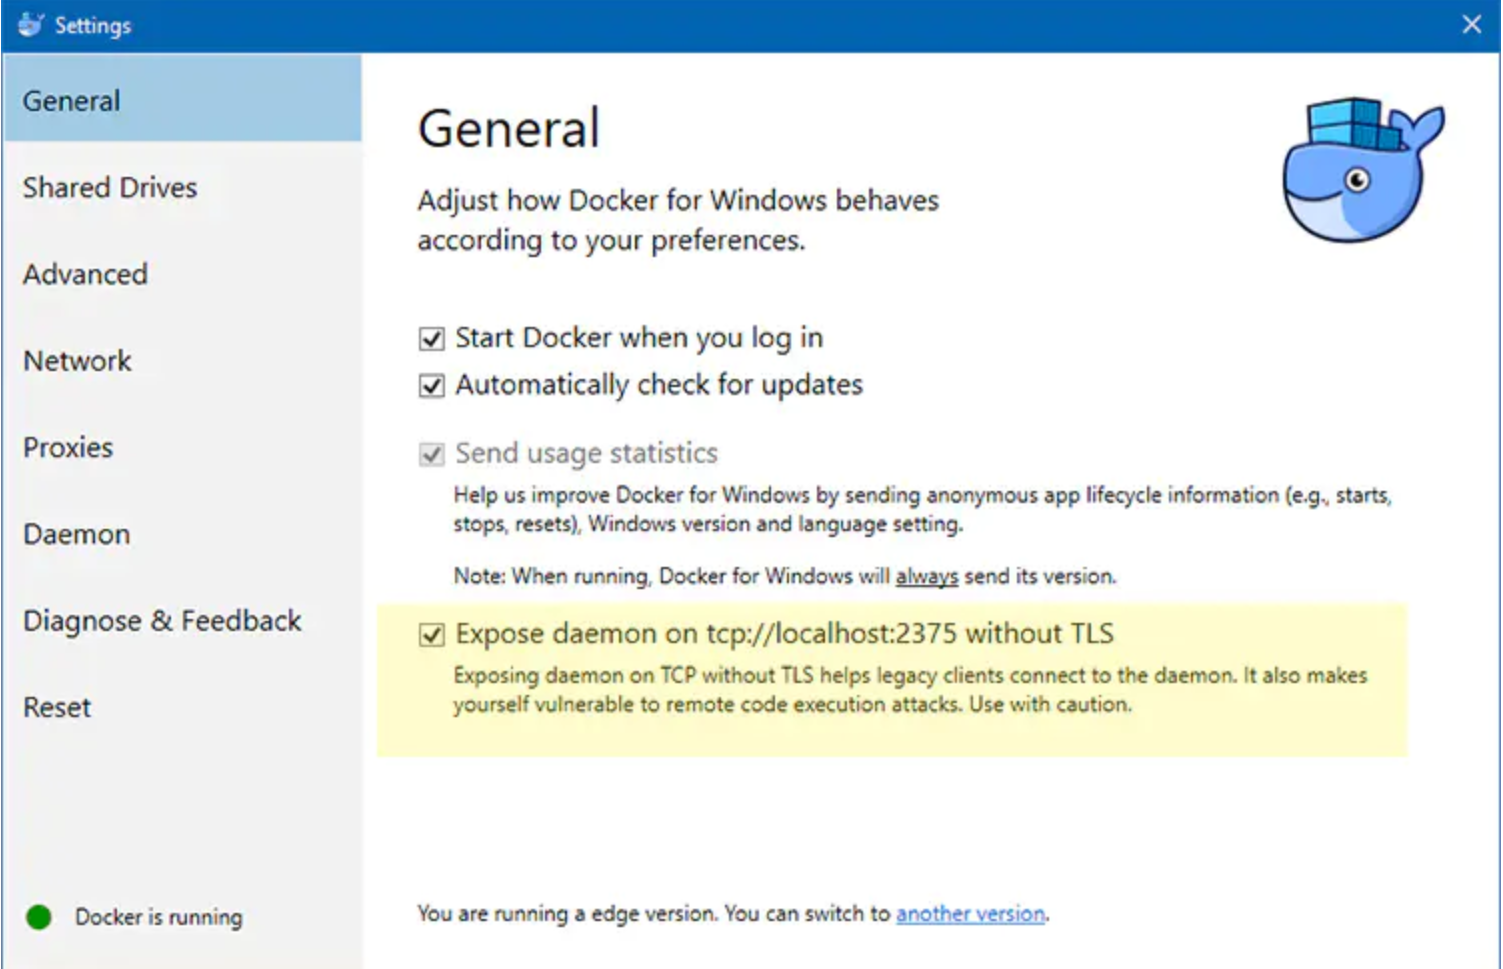 Settings
General
Shared Drives
Advanced
Network
Proxies
Daemon
Diagnose & Feedback
Reset
Docker is running
General
Adjust how Docker for Windows behaves
according to your preferences.
Start Docker when you log in
Automatically check for updates
Send usage statistics
Help us improve Docker for Windows by sending anonymous app lifecycle information (e.g., starts,
stops, resets), Windows version and language setting.
Note: When running, Docker for Windows will always send its version.
Expose daemon on tcp://localhost:2375 without TLS
Exposing daemon on TCP without TLS helps legacy clients connect to the daemon. It also makes
yourself vulnerable to remote code execution attacks. Use with caution.
You are running a edge version. You can switch to another version.